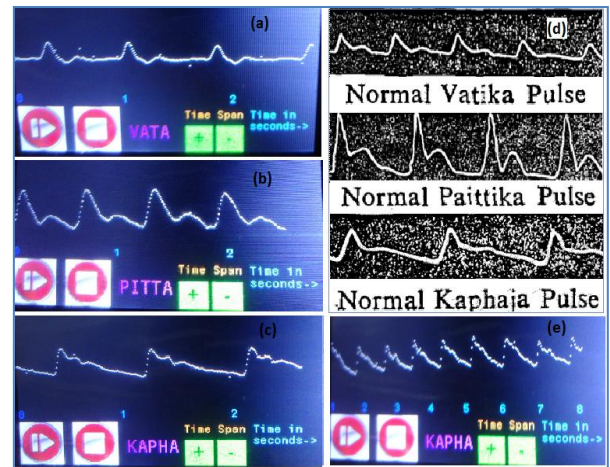 (a)
0 1 2
VATA
Time Span
+ -
Time in
seconds->
(b)
0 1 2
PITTA
Time Span
+ -
Time in
seconds->
(c)
0 1 2
KAPHA
Time Span
+ -
Time in
seconds->
(d)
Normal Vatika Pulse
Normal Paittika Pulse
Normal Kaphaja Pulse
(e)
1 2 3 4 5 6 7 8
KAPHA
Time Span
+ -
Time in
seconds->